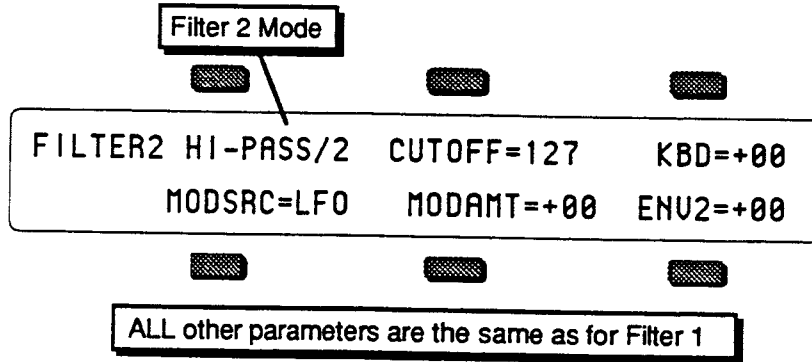 Filter 2 Mode
FILTER2 HI-PASS/2 CUTOFF=127 KBD=+00
MODSRC=LFO MODAMT=+00 ENV2=+00
ALL other parameters are the same as for Filter 1